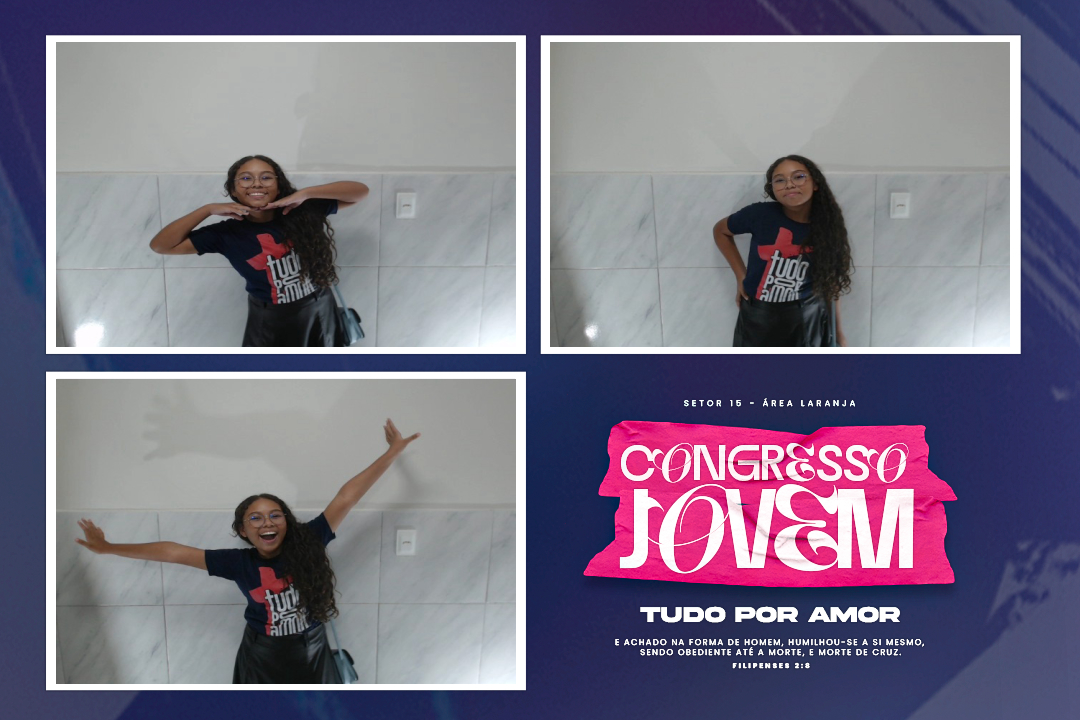 tudo
por
amor
tudo
por
amor
tudo
por
amor
SETOR 15 - ÁREA LARANJA
CONGRESSO
JOVEM
TUDO POR AMOR
E ACHADO NA FORMA DE HOMEM, HUMILHOU-SE A SI MESMO,
SENDO OBEDIENTE ATÉ A MORTE, E MORTE DE CRUZ.
FILIPENSES 2:8